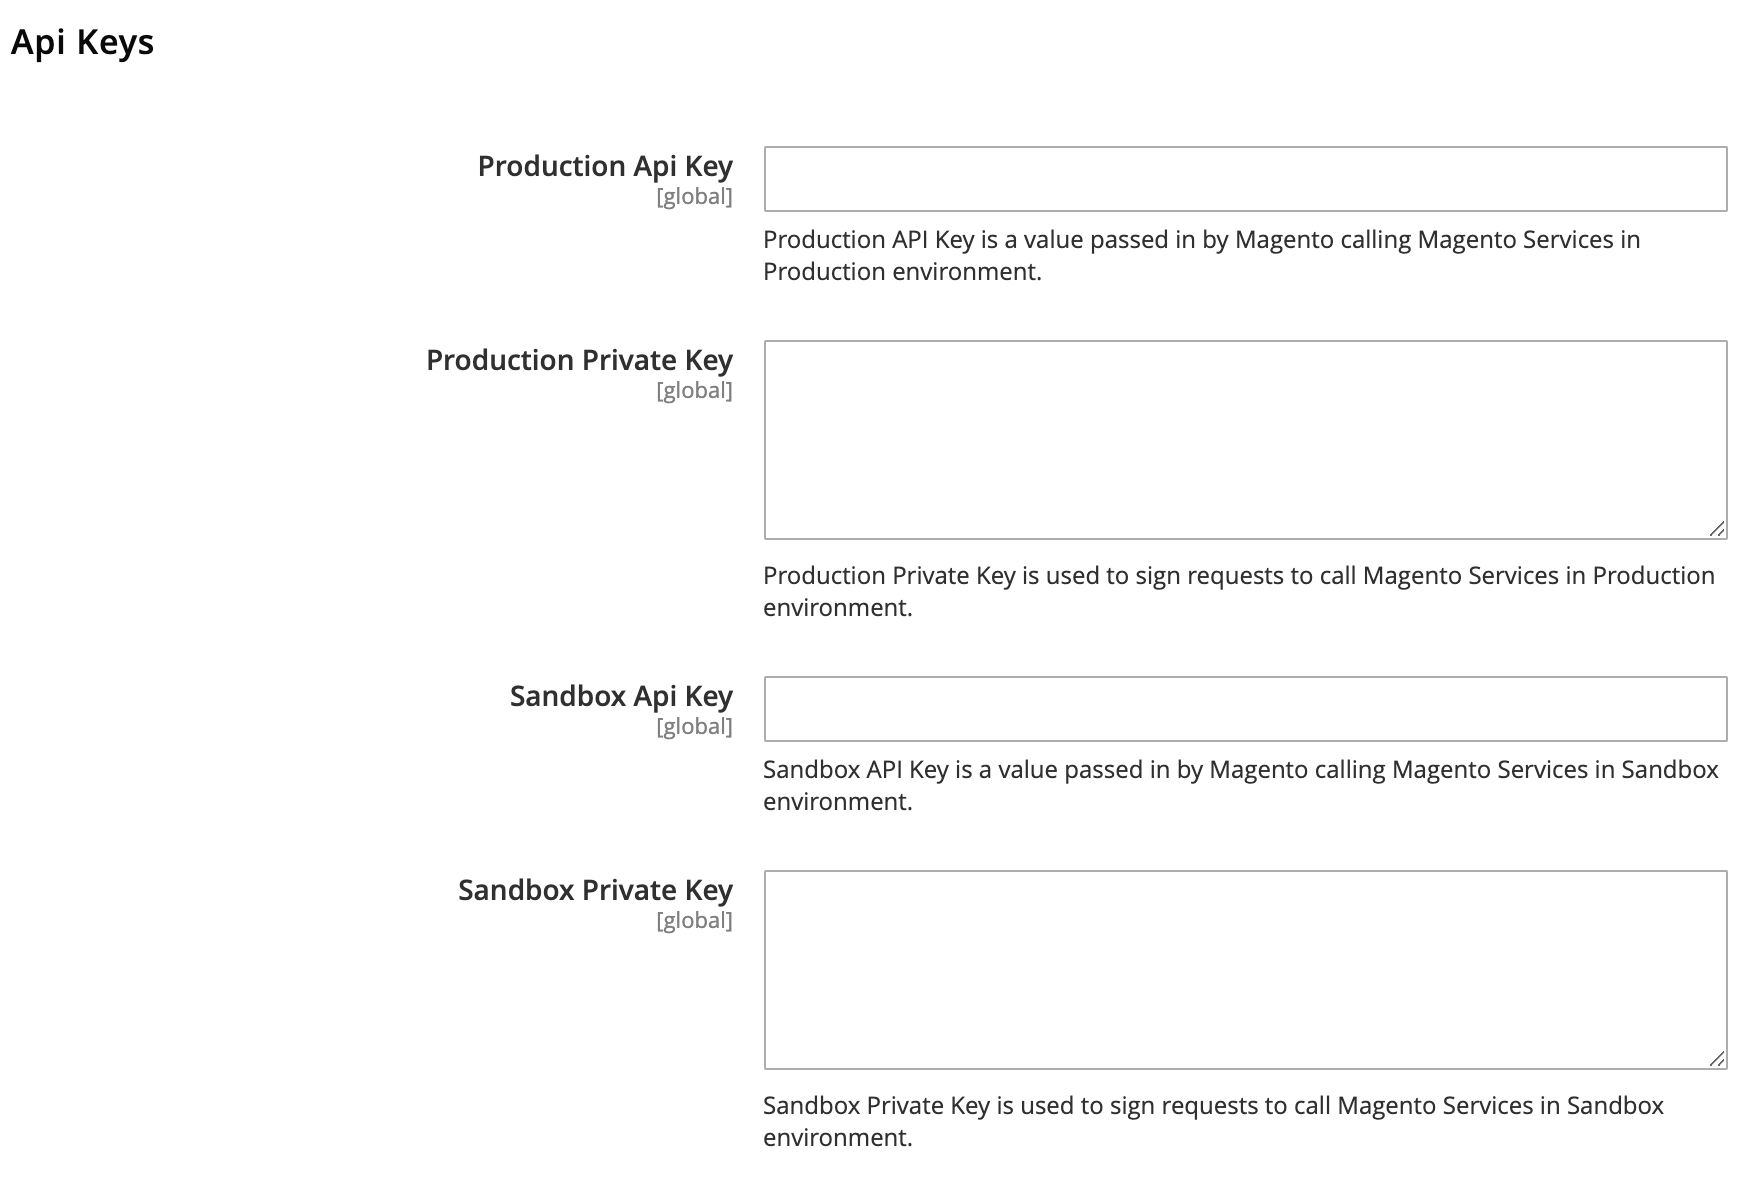 Api Keys
Production Api Key
[global]
Production API Key is a value passed in by Magento calling Magento Services in
Production environment.
Production Private Key
[global]
Production Private Key is used to sign requests to call Magento Services in Production
environment.
Sandbox Api Key
[global]
Sandbox API Key is a value passed in by Magento calling Magento Services in Sandbox
environment.
Sandbox Private Key
[global]
Sandbox Private Key is used to sign requests to call Magento Services in Sandbox
environment.